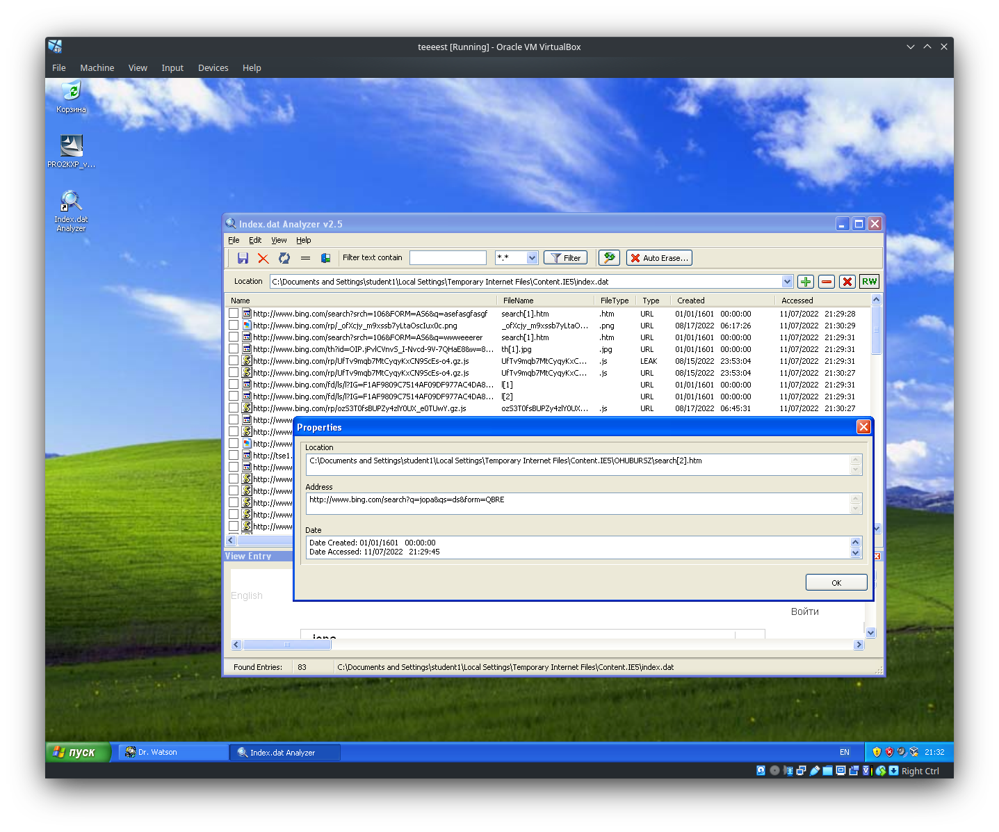 teeeest [Running] - Oracle VM VirtualBox
File Machine View Input Devices Help
Корзина
PRO2KXP_v...
Index.dat
Analyzer
Index.dat Analyzer v2.5
File Edit View Help
Filter text contain *.* Filter Auto Erase...
Location C:\Documents and Settings\student1\Local Settings\Temporary Internet Files\Content.IE5\index.dat RW
Name FileName FileType Type Created Accessed
http://www.bing.com/search?srch=106&FORM=AS6&q=asefasgfasgf search[1].htm .htm URL 01/01/1601 00:00:00 11/07/2022 21:29:28
http://www.bing.com/rp/_ofXcjy_m9xssb7yLtaOscIux0c.png _ofXcjy_m9xssb7yLtaO... .png URL 08/17/2022 06:17:26 11/07/2022 21:30:29
http://www.bing.com/search?srch=106&FORM=AS6&q=wwweeerer search[1].htm .htm URL 01/01/1601 00:00:00 11/07/2022 21:29:31
http://www.bing.com/th?id=OIP.jPvlCVnvS_I-Nvcd-9V-7QHaE8&w=8... th[1].jpg .jpg URL 01/01/1601 00:00:00 11/07/2022 21:29:31
http://www.bing.com/rp/UfTv9mqb7MtCyqyKxCN9ScEs-o4.gz.js UfTv9mqb7MtCyqyKxC... .js LEAK 08/15/2022 23:53:04 11/07/2022 21:29:31
http://www.bing.com/rp/UfTv9mqb7MtCyqyKxCN9ScEs-o4.gz.js UfTv9mqb7MtCyqyKxC... .js URL 08/15/2022 23:53:04 11/07/2022 21:30:27
http://www.bing.com/fd/ls/l?IG=F1AF9809C7514AF09DF977AC4DA8... l[1] URL 01/01/1601 00:00:00 11/07/2022 21:29:31
http://www.bing.com/fd/ls/l?IG=F1AF9809C7514AF09DF977AC4DA8... l[2] URL 01/01/1601 00:00:00 11/07/2022 21:29:31
http://www.bing.com/rp/ozS3T0fsBUPZy4zlY0UX_e0TUwY.gz.js ozS3T0fsBUPZy4zlY0UX... .js URL 08/17/2022 06:45:31 11/07/2022 21:30:27
http://www
http://www
http://www
http://tse1.
http://www
http://www
http://www
http://www
http://www
http://www
Properties
Location
C:\Documents and Settings\student1\Local Settings\Temporary Internet Files\Content.IE5\OHUBURSZ\search[2].htm
Address
http://www.bing.com/search?q=jopa&qs=ds&form=QBRE
Date
Date Created: 01/01/1601 00:00:00
Date Accessed: 11/07/2022 21:29:45
OK
View Entry
English
Войти
jopa
Found Entries: 83 C:\Documents and Settings\student1\Local Settings\Temporary Internet Files\Content.IE5\index.dat
пуск Dr. Watson Index.dat Analyzer EN 21:32
Right Ctrl